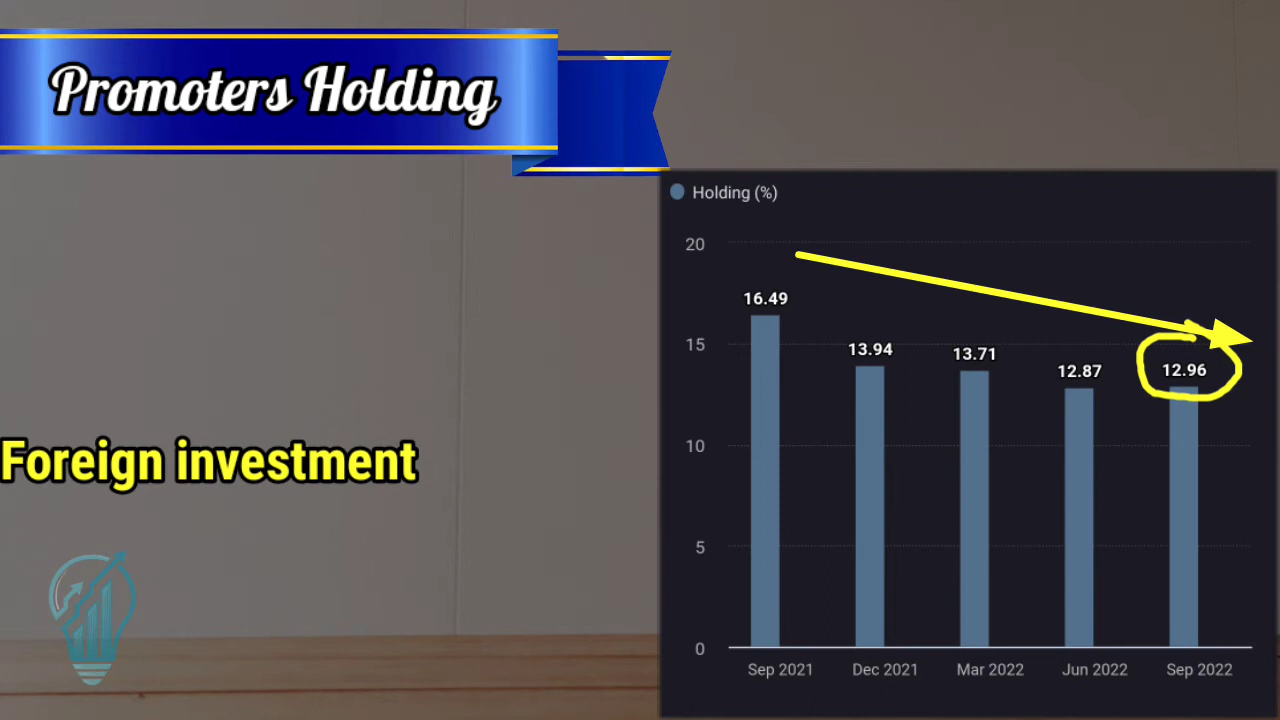 Promoters Holding
Holding (%)
20
15
10
5
0
16.49
13.94
13.71
12.87
12.96
Sep 2021
Dec 2021
Mar 2022
Jun 2022
Sep 2022
Foreign investment